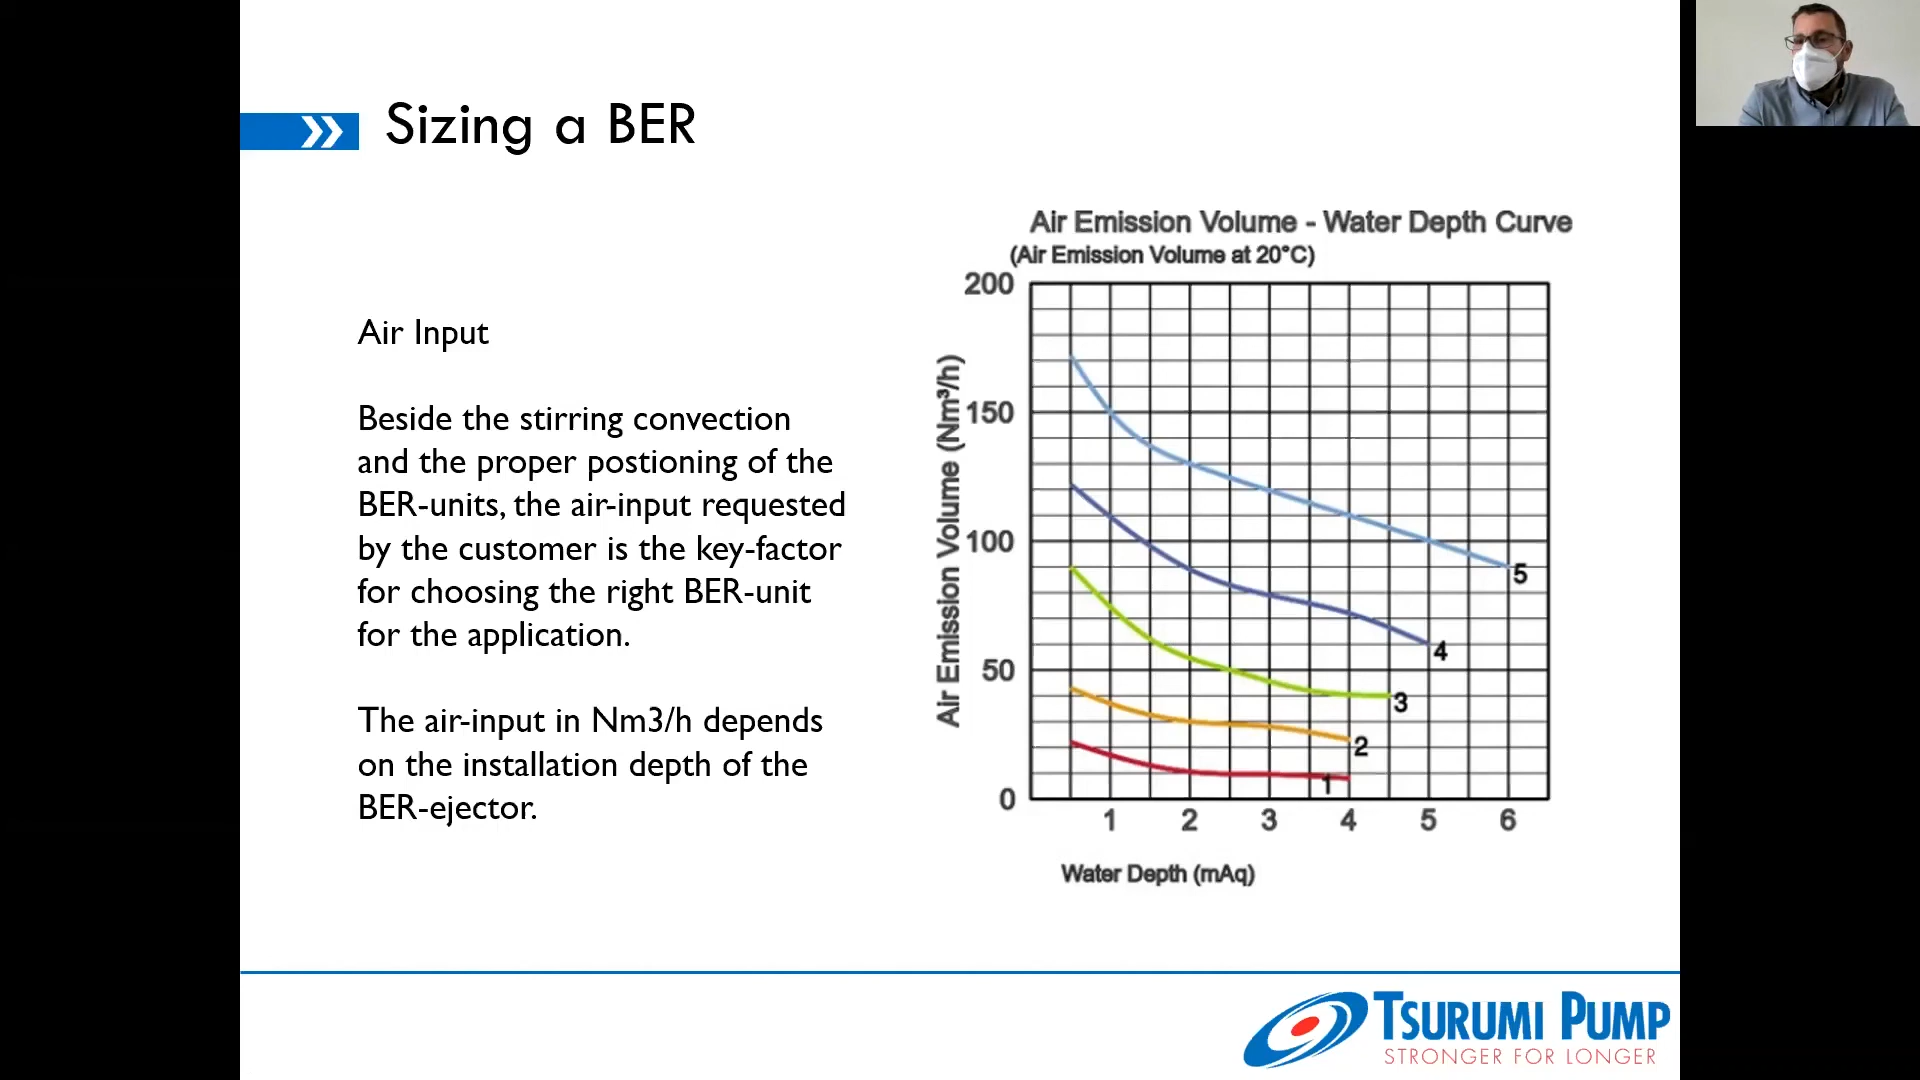 Sizing a BER
Air Input
Beside the stirring convection
and the proper postioning of the
BER-units, the air-input requested
by the customer is the key-factor
for choosing the right BER-unit
for the application.
The air-input in Nm3/h depends
on the installation depth of the
BER-ejector.
Air Emission Volume - Water Depth Curve
(Air Emission Volume at 20°C)
Air Emission Volume (Nm³/h)
200
150
100
50
0
5
4
3
2
1
1 2 3 4 5 6
Water Depth (mAq)
TSURUMI PUMP
STRONGER FOR LONGER